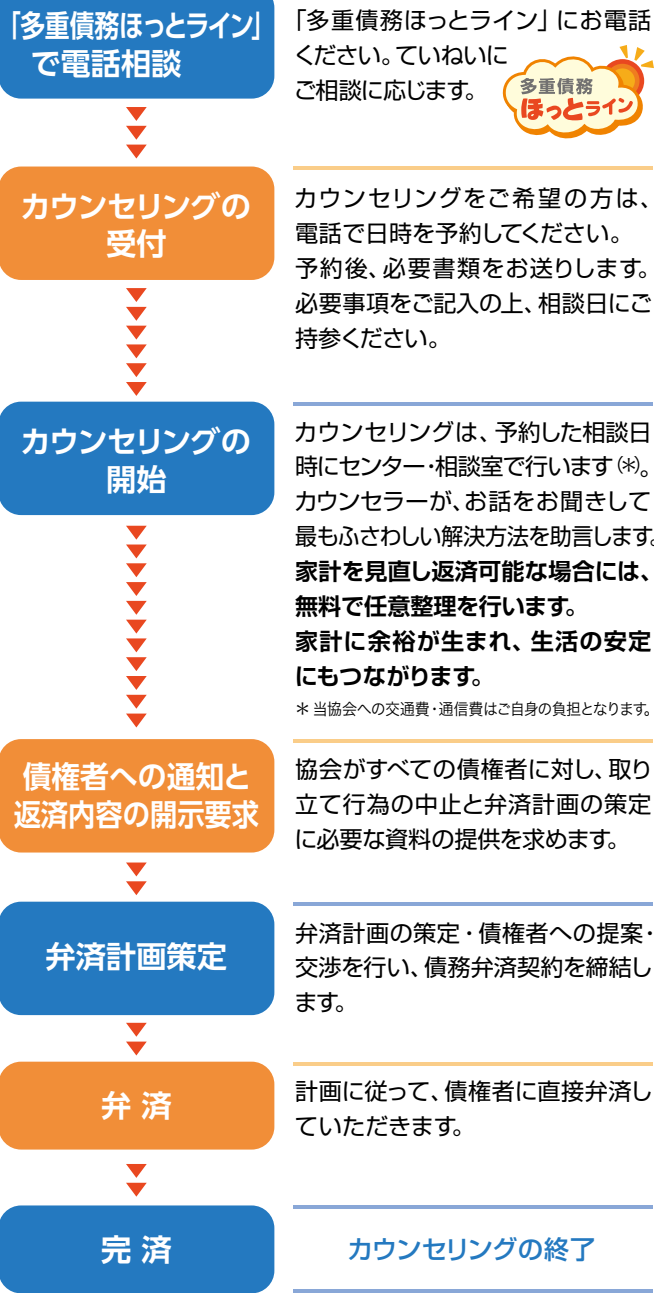 「多重債務ほっとライン」
で電話相談
「多重債務ほっとライン」にお電話
ください。ていねいに
ご相談に応じます。
多重債務
ほっとライン
カウンセリングの
受付
カウンセリングをご希望の方は、
電話で日時を予約してください。
予約後、必要書類をお送りします。
必要事項をご記入の上、相談日にご
持参ください。
カウンセリングの
開始
カウンセリングは、予約した相談日
時にセンター・相談室で行います(＊)。
カウンセラーが、お話をお聞きして
最もふさわしい解決方法を助言します。
家計を見直し返済可能な場合には、
無料で任意整理を行います。
家計に余裕が生まれ、生活の安定
にもつながります。
＊当協会への交通費・通信費はご自身の負担となります。
債権者への通知と
返済内容の開示要求
協会がすべての債権者に対し、取り
立て行為の中止と弁済計画の策定
に必要な資料の提供を求めます。
弁済計画策定
弁済計画の策定・債権者への提案・
交渉を行い、債務弁済契約を締結し
ます。
弁 済
計画に従って、債権者に直接弁済し
ていただきます。
完 済
カウンセリングの終了